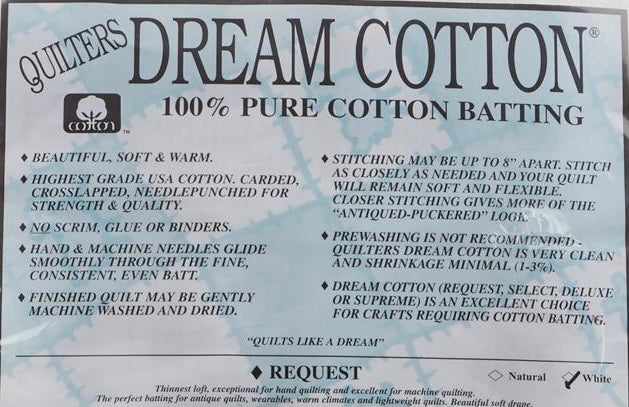 QUILTERS DREAM COTTON®
cotton™
100% PURE COTTON BATTING
♦ BEAUTIFUL, SOFT & WARM.
♦ HIGHEST GRADE USA COTTON. CARDED,
CROSSLAPPED, NEEDLEPUNCHED FOR
STRENGTH & QUALITY.
♦ NO SCRIM, GLUE OR BINDERS.
♦ HAND & MACHINE NEEDLES GLIDE
SMOOTHLY THROUGH THE FINE,
CONSISTENT, EVEN BATT.
♦ FINISHED QUILT MAY BE GENTLY
MACHINE WASHED AND DRIED.
♦ STITCHING MAY BE UP TO 8" APART. STITCH
AS CLOSELY AS NEEDED AND YOUR QUILT
WILL REMAIN SOFT AND FLEXIBLE.
CLOSER STITCHING GIVES MORE OF THE
"ANTIQUED-PUCKERED" LOOK.
♦ PREWASHING IS NOT RECOMMENDED-
QUILTERS DREAM COTTON IS VERY CLEAN
AND SHRINKAGE MINIMAL (1-3%).
♦ DREAM COTTON (REQUEST, SELECT, DELUXE
OR SUPREME) IS AN EXCELLENT CHOICE
FOR CRAFTS REQUIRING COTTON BATTING.
"QUILTS LIKE A DREAM"
♦ REQUEST
◇ Natural ✓ White
Thinnest loft, exceptional for hand quilting and excellent for machine quilting.
The perfect batting for antique quilts, wearables, warm climates and lightweight quilts. Beautiful soft drape.